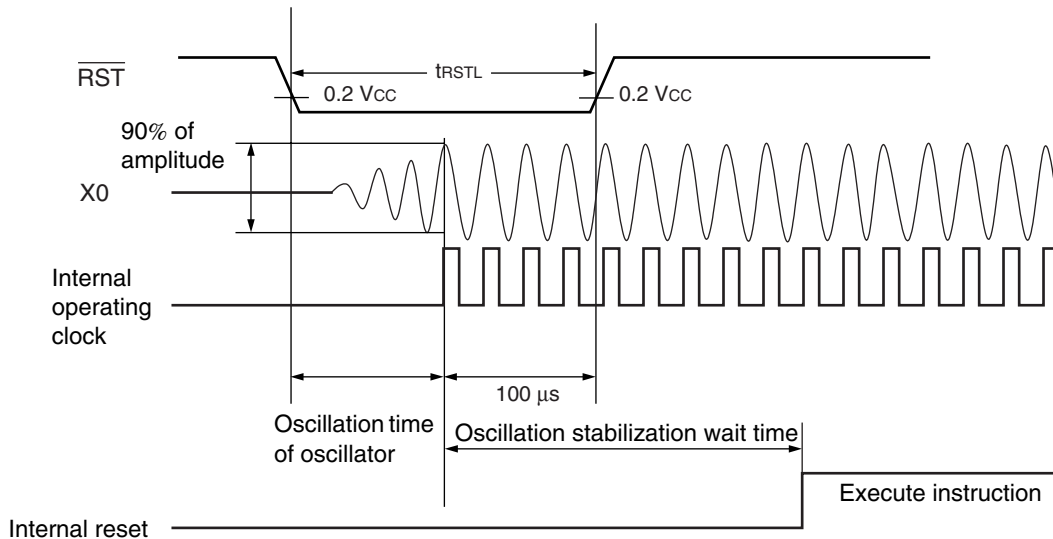 tRSTL
RST
0.2 VCC
0.2 VCC
90% of
amplitude
X0
Internal
operating
clock
100 μs
Oscillation time
of oscillator
Oscillation stabilization wait time
Execute instruction
Internal reset